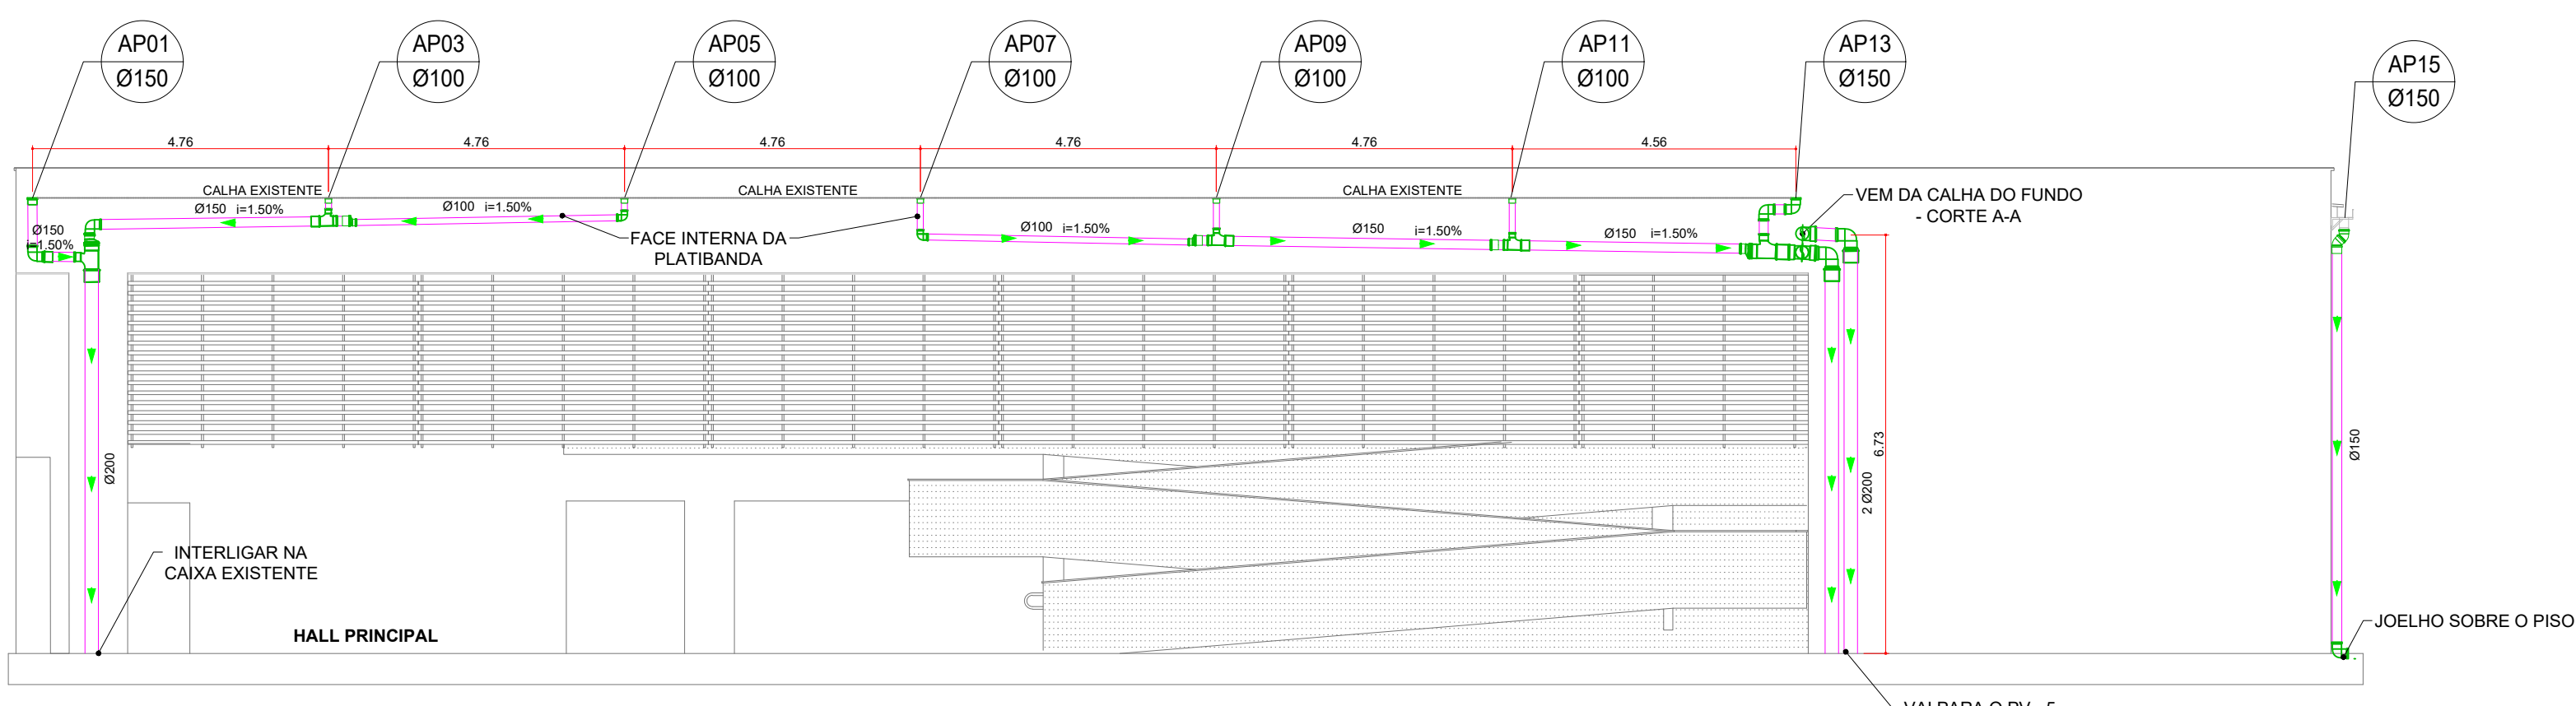 AP01
Ø150
AP03
Ø100
AP05
Ø100
AP07
Ø100
AP09
Ø100
AP11
Ø100
AP13
Ø150
AP15
Ø150
4.76
4.76
4.76
4.76
4.76
4.56
CALHA EXISTENTE
CALHA EXISTENTE
CALHA EXISTENTE
VEM DA CALHA DO FUNDO
- CORTE A-A
Ø150 i=1.50%
Ø100 i=1.50%
Ø150
i=1.50%
FACE INTERNA DA
PLATIBANDA
Ø100 i=1.50%
Ø150 i=1.50%
Ø150 i=1.50%
Ø200
6.73
2 Ø200
Ø150
INTERLIGAR NA
CAIXA EXISTENTE
HALL PRINCIPAL
JOELHO SOBRE O PISO
VAI PARA O PV - 5